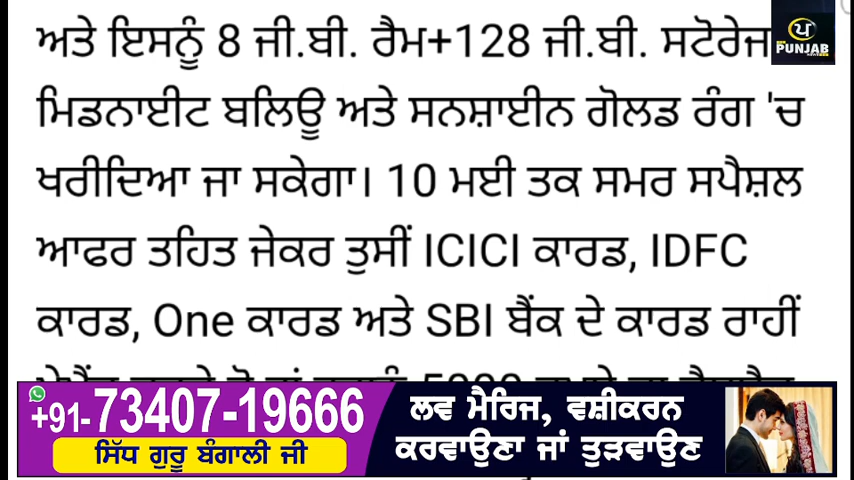 ਅਤੇ ਇਸਨੂੰ 8 ਜੀ.ਬੀ. ਰੈਮ+128 ਜੀ.ਬੀ. ਸਟੋਰੇਜ
ਮਿਡਨਾਈਟ ਬਲਿਊ ਅਤੇ ਸਨਸ਼ਾਈਨ ਗੋਲਡ ਰੰਗ 'ਚ
ਖਰੀਦਿਆ ਜਾ ਸਕੇਗਾ। 10 ਮਈ ਤਕ ਸਮਰ ਸਪੈਸ਼ਲ
ਆਫਰ ਤਹਿਤ ਜੇਕਰ ਤੁਸੀਂ ICICI ਕਾਰਡ, IDFC
ਕਾਰਡ, One ਕਾਰਡ ਅਤੇ SBI ਬੈਂਕ ਦੇ ਕਾਰਡ ਰਾਹੀਂ
ਪ
PUNJAB
+91-73407-19666
ਸਿੱਧ ਗੁਰੂ ਬੰਗਾਲੀ ਜੀ
ਲਵ ਮੈਰਿਜ, ਵਸ਼ੀਕਰਨ
ਕਰਵਾਉਣਾ ਜਾਂ ਤੁੜਵਾਉਣ